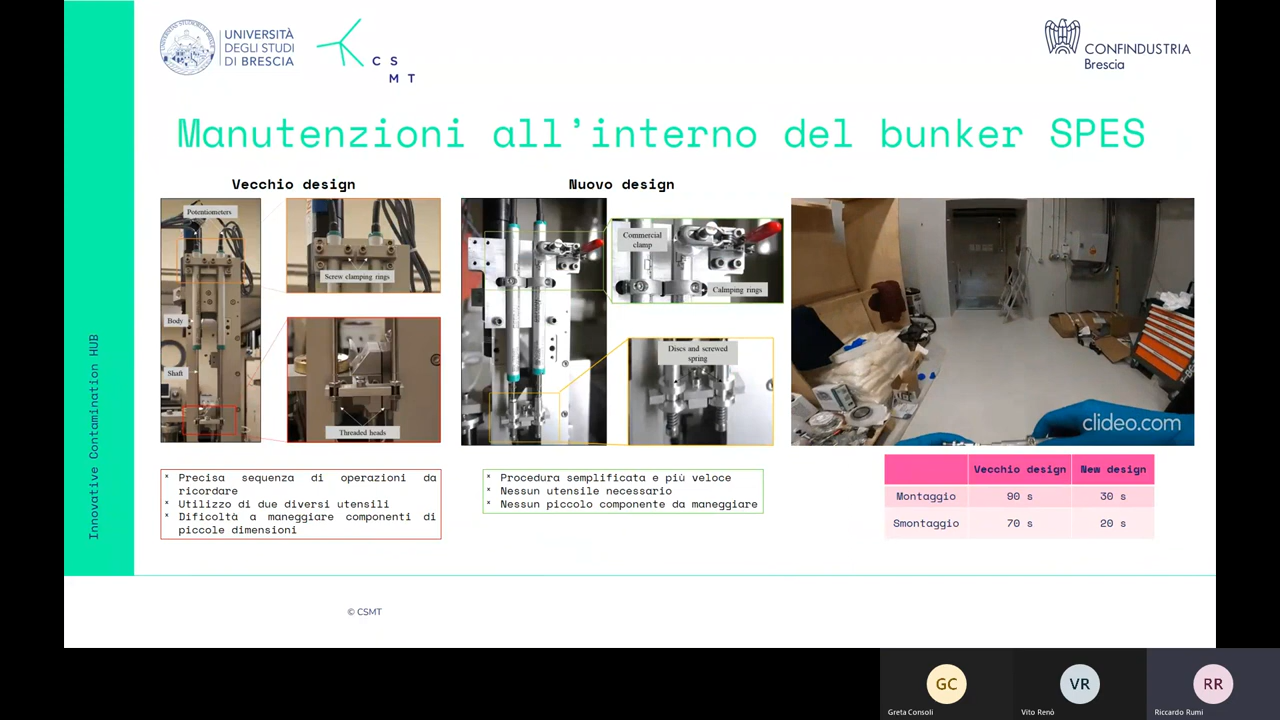 UNIVERSITÀ
DEGLI STUDI
DI BRESCIA
C S
M T
CONFINDUSTRIA
Brescia
Manutenzioni all'interno del bunker SPES
Vecchio design
Nuovo design
Potentiometers
Screw clamping rings
Body
Shaft
Threaded heads
Commercial
clamp
Calmping rings
Discs and screwed
spring
clideo.com
Precisa sequenza di operazioni da
ricordare
Utilizzo di due diversi utensili
Dificoltà a maneggiare componenti di
piccole dimensioni
Procedura semplificata e più veloce
Nessun utensile necessario
Nessun piccolo componente da maneggiare
Vecchio design New design
Montaggio 90 s 30 s
Smontaggio 70 s 20 s
Innovative Contamination HUB
© CSMT
GC
Greta Consoli
VR
Vito Renò
RR
Riccardo Rumi